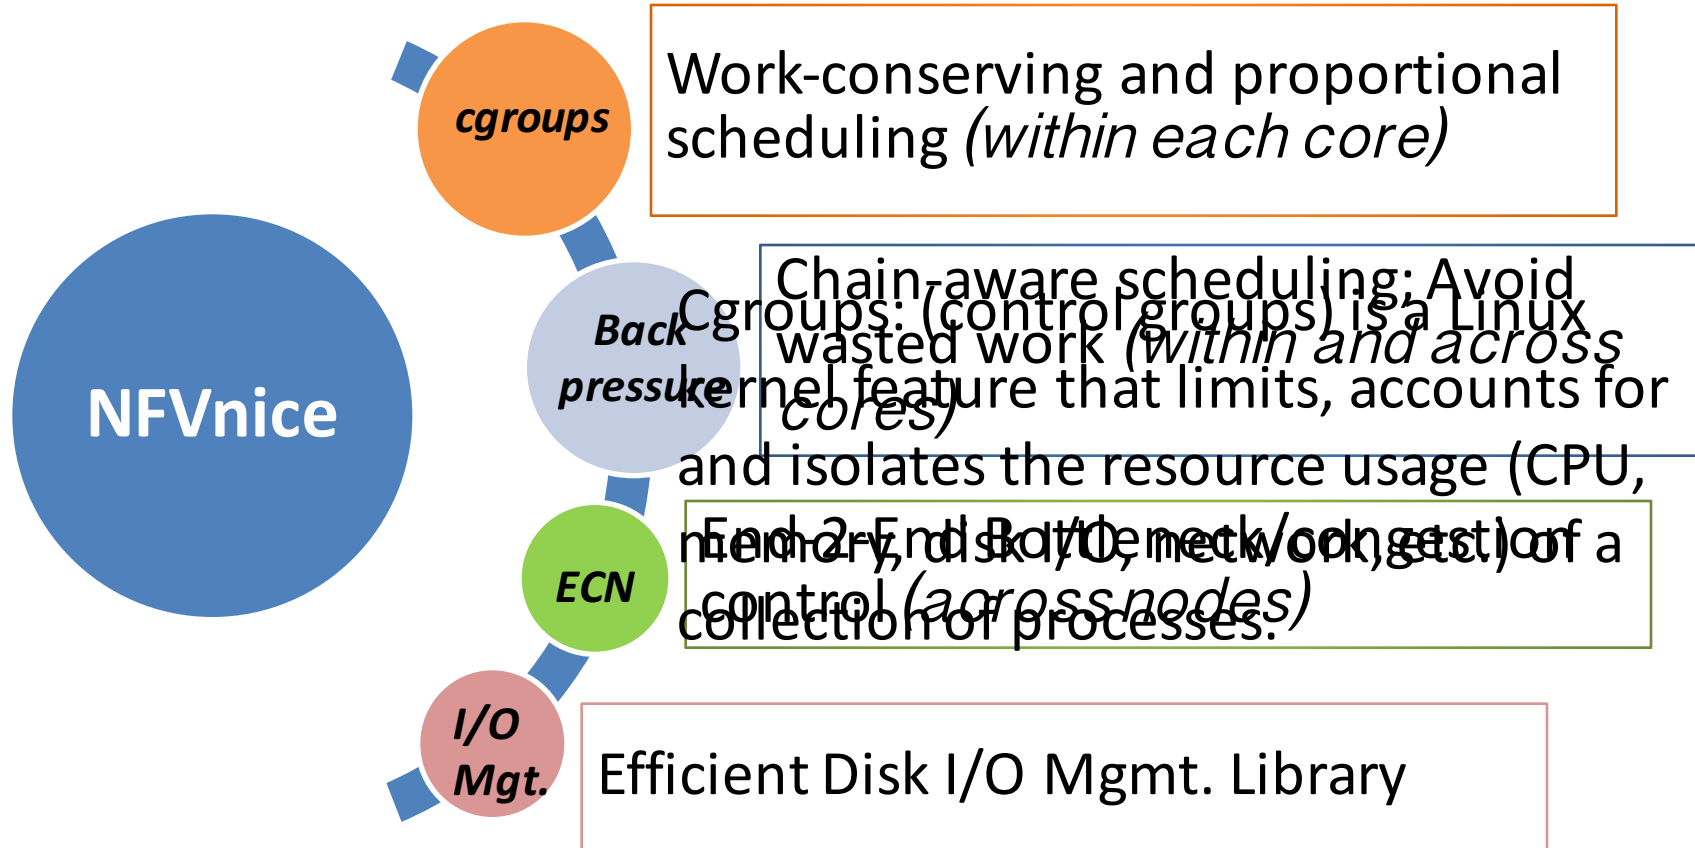 NFVnice
cgroups
Work-conserving and proportional
scheduling (within each core)
Back
pressure
Chain-aware scheduling; Avoid
wasted work (within and across
cores)
Cgroups: (control groups) is a Linux
kernel feature that limits, accounts for
and isolates the resource usage (CPU,
memory, disk I/O, network, etc.) of a
collection of processes.
ECN
End-2-End Bottleneck/congestion
control (across nodes)
I/O
Mgt.
Efficient Disk I/O Mgmt. Library